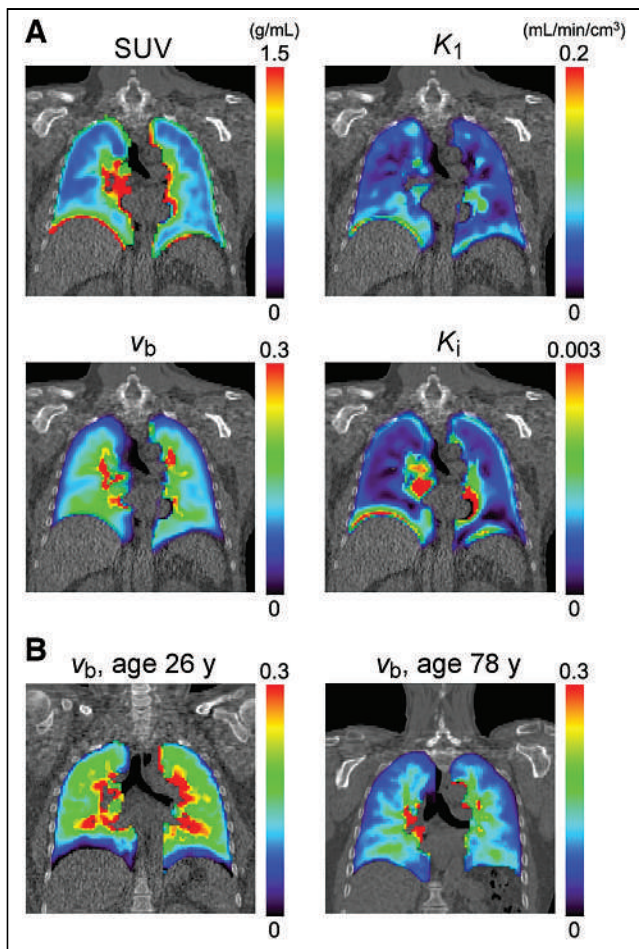 A
SUV
(g/mL)
1.5
0
K1
(mL/min/cm³)
0.2
0
vb
0.3
0
Ki
0.003
0
B
vb, age 26 y
0.3
0
vb, age 78 y
0.3
0